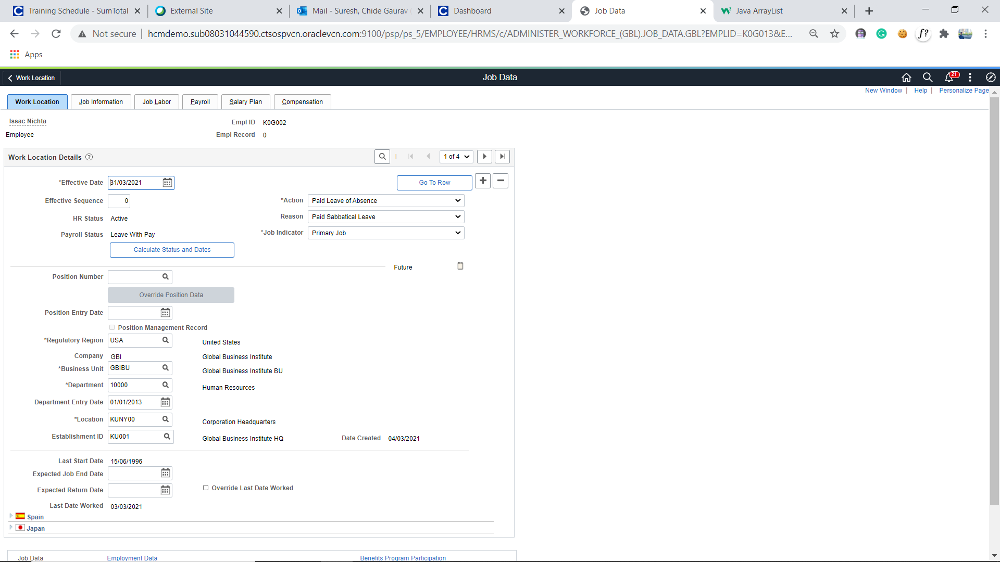 Training Schedule - SumTotal
External Site
Mail - Suresh, Chide Gaurav (
Dashboard
Job Data
Java ArrayList
Not secure | hcmdemo.sub08031044590.ctsospvcn.oraclevcn.com:9100/psp/ps_5/EMPLOYEE/HRMS/c/ADMINISTER_WORKFORCE_(GBL).JOB_DATA.GBL?EMPLID=K0G013&E...
Apps
Work Location
Job Data
21
New Window | Help | Personalize Page
Work Location Job Information Job Labor Payroll Salary Plan Compensation
Issac Nichta Empl ID K0G002
Employee Empl Record 0
Work Location Details ? | 1 of 4
*Effective Date 31/03/2021 Go To Row
Effective Sequence 0 *Action Paid Leave of Absence
HR Status Active Reason Paid Sabbatical Leave
Payroll Status Leave With Pay *Job Indicator Primary Job
Calculate Status and Dates
Future
Position Number
Override Position Data
Position Entry Date
Position Management Record
*Regulatory Region USA United States
Company GBI Global Business Institute
*Business Unit GBIBU Global Business Institute BU
*Department 10000 Human Resources
Department Entry Date 01/01/2013
*Location KUNY00 Corporation Headquarters
Establishment ID KU001 Global Business Institute HQ Date Created 04/03/2021
Last Start Date 15/06/1996
Expected Job End Date
Expected Return Date Override Last Date Worked
Last Date Worked 03/03/2021
Spain
Japan
Job Data Employment Data Benefits Program Participation